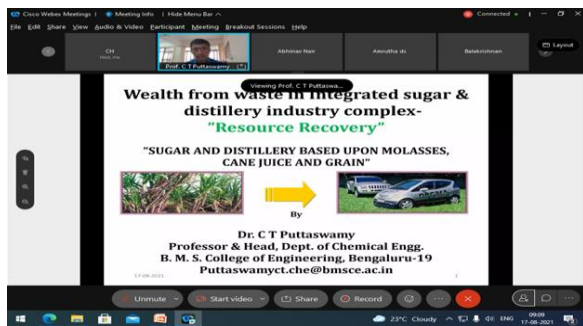 Cisco Webex Meetings
Meeting Info
Hide Menu Bar
Connected
File Edit Share View Audio & Video Participant Meeting Breakout Sessions Help
Layout
CH
Abhinav Nair
Amrutha ds
Balakrishnan
Prof. C T Puttaswamy
Viewing Prof. C T Puttaswa...
Wealth from waste in integrated sugar &
distillery industry complex-
"Resource Recovery"
"SUGAR AND DISTILLERY BASED UPON MOLASSES,
CANE JUICE AND GRAIN"
By
Dr. C T Puttaswamy
Professor & Head, Dept. of Chemical Engg.
B. M. S. College of Engineering, Bengaluru-19
Puttaswamyct.che@bmsce.ac.in
17-08-2021
1
Unmute
Start video
Share
Record
23°C Cloudy
ENG
09:09
17-08-2021